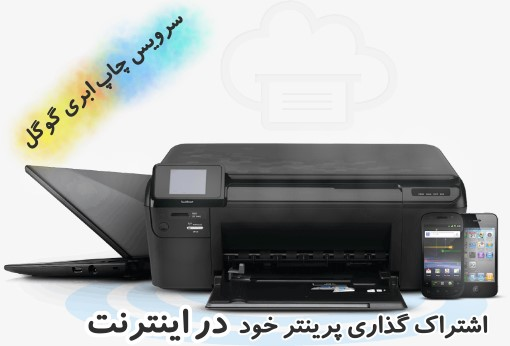 سرویس چاپ ابری گوگل
اشتراک گذاری پرینتر خود در اینترنت